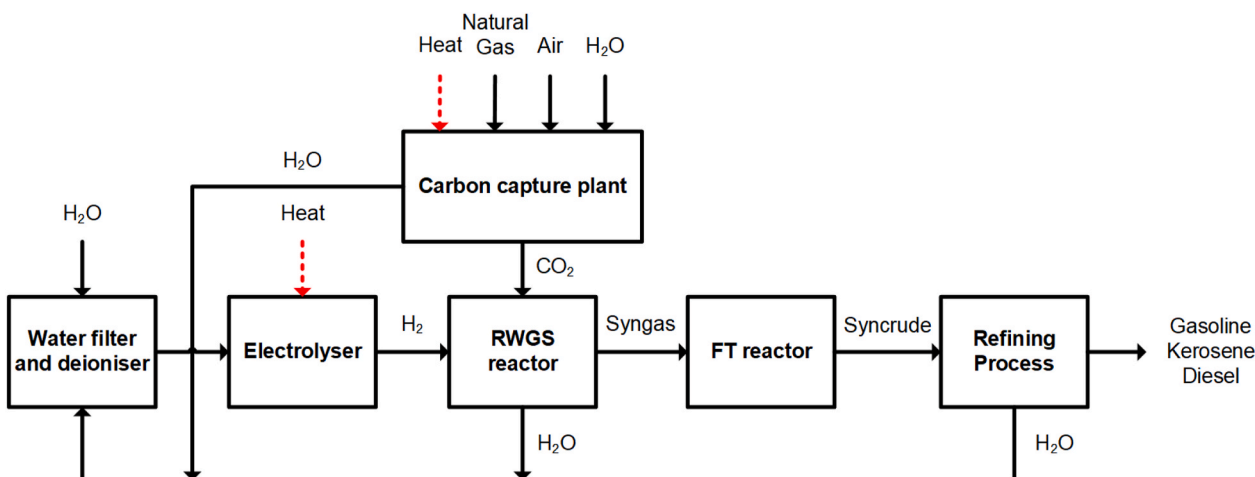 Natural
Heat Gas Air H₂O
H₂O
Carbon capture plant
H₂O
Heat
CO₂
Water filter
and deioniser
Electrolyser
H₂
RWGS
reactor
Syngas
FT reactor
Syncrude
Refining
Process
Gasoline
Kerosene
Diesel
H₂O
H₂O